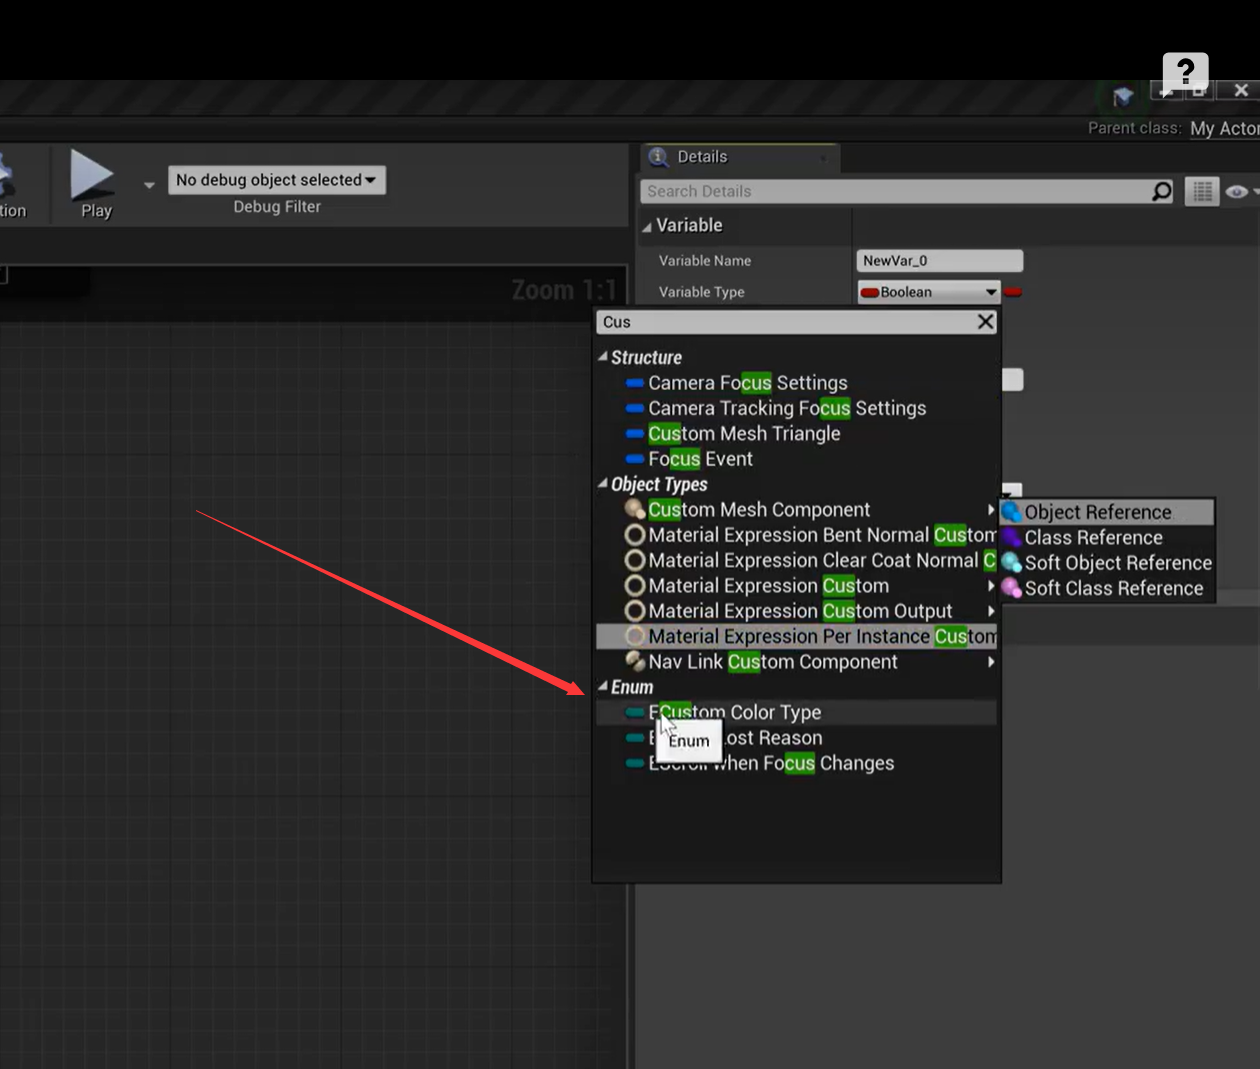 ?
Parent class: My Actor
tion
Play
No debug object selected
Debug Filter
Details
Search Details
Variable
Variable Name
NewVar_0
Variable Type
Boolean
Zoom 1:1
Cus
Structure
Camera Focus Settings
Camera Tracking Focus Settings
Custom Mesh Triangle
Focus Event
Object Types
Custom Mesh Component
Material Expression Bent Normal Custom
Material Expression Clear Coat Normal C
Material Expression Custom
Material Expression Custom Output
Material Expression Per Instance Custom
Nav Link Custom Component
Object Reference
Class Reference
Soft Object Reference
Soft Class Reference
Enum
ECustom Color Type
Enum
ost Reason
EScroll When Focus Changes